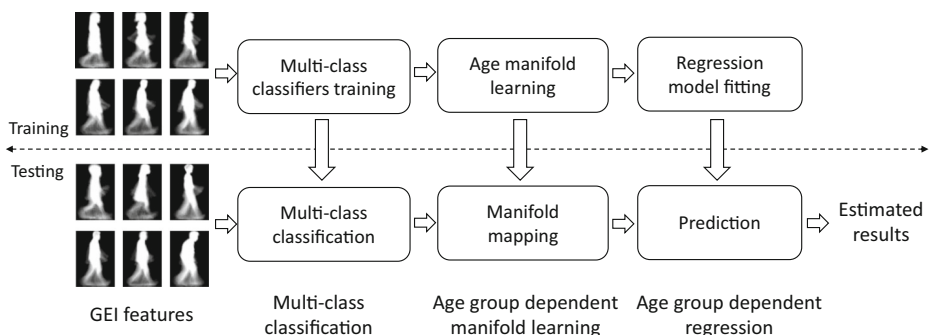 Multi-class
classifiers training
Age manifold
learning
Regression
model fitting
Training
Testing
Multi-class
classification
Manifold
mapping
Prediction
Estimated
results
GEI features
Multi-class
classification
Age group dependent
manifold learning
Age group dependent
regression